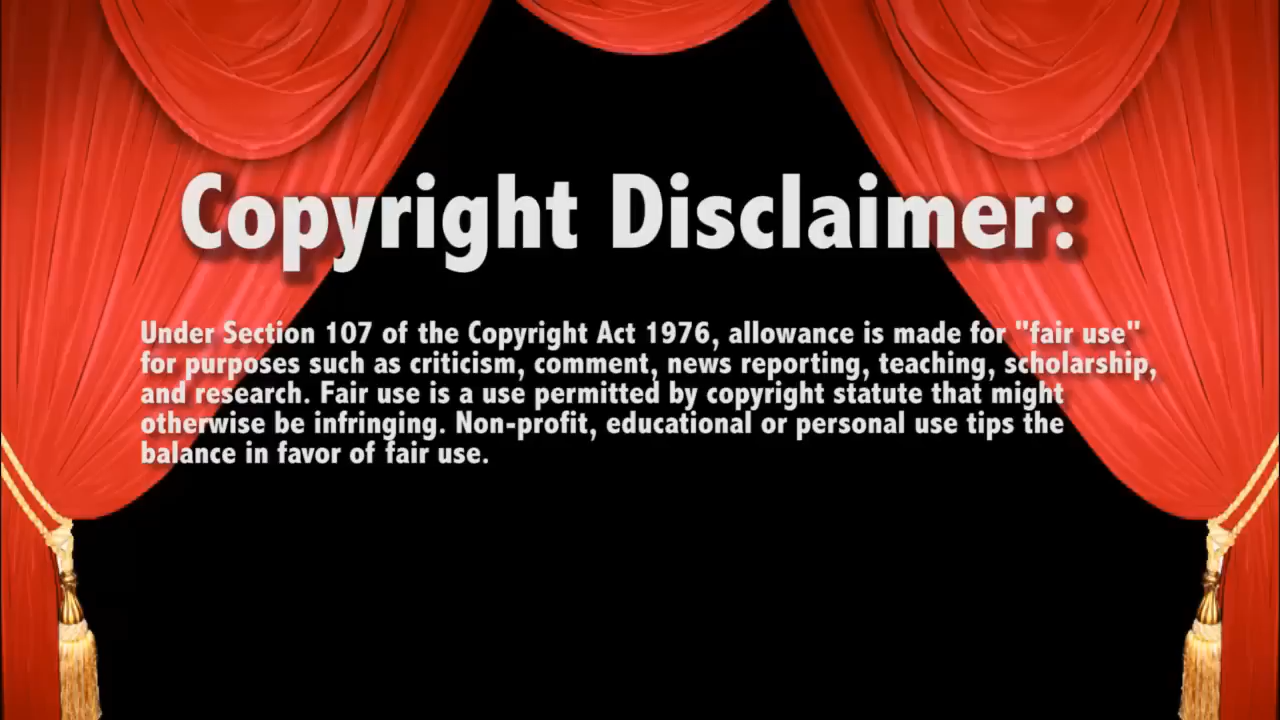 Copyright Disclaimer:
Under Section 107 of the Copyright Act 1976, allowance is made for "fair use"
for purposes such as criticism, comment, news reporting, teaching, scholarship,
and research. Fair use is a use permitted by copyright statute that might
otherwise be infringing. Non-profit, educational or personal use tips the
balance in favor of fair use.